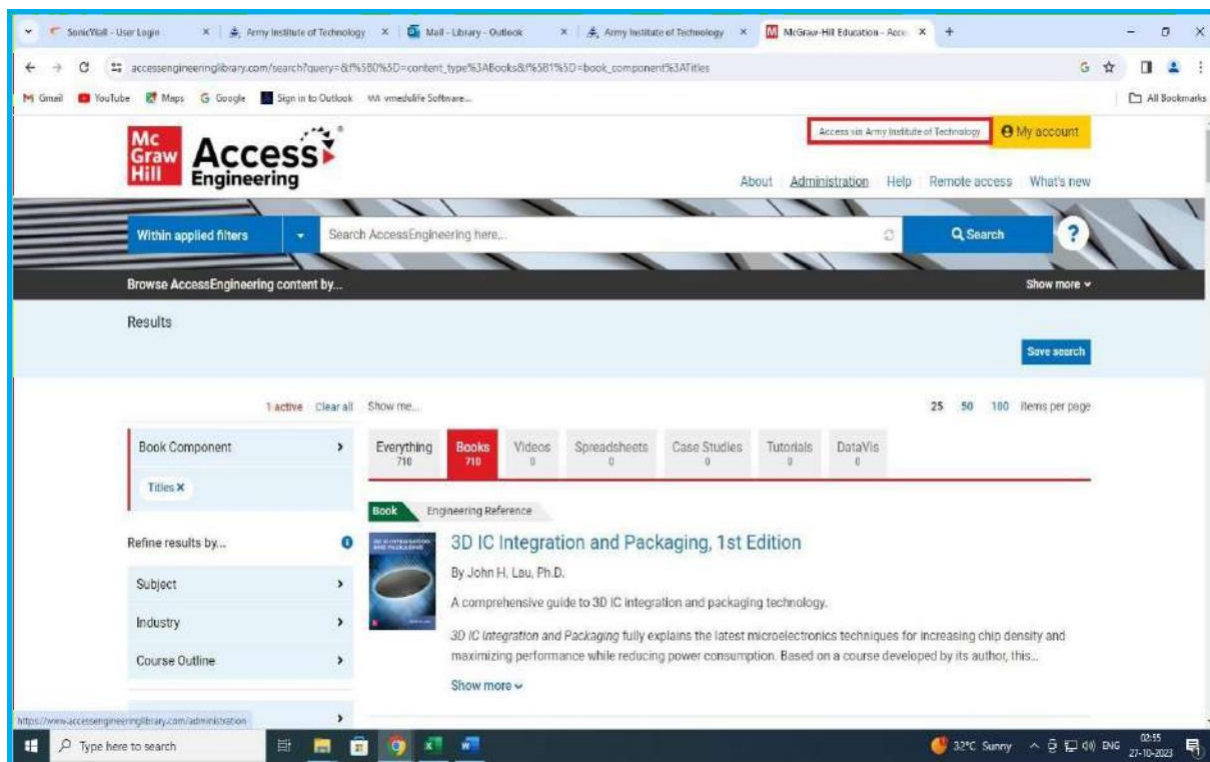 SonicWall - User Login
Army Institute of Technology
Mail - Library - Outlook
Army Institute of Technology
McGraw-Hill Education - Acce
accessengineeringlibrary.com/search?query=&f%5B0%5D=content_type%3ABooks&f%5B1%5D=book_component%3ATitles
Gmail YouTube Maps Google Sign in to Outlook vmedulife Software... All Bookmarks
Mc Graw Hill
Access Engineering
Access via Army Institute of Technology
My account
About Administration Help Remote access What's new
Within applied filters
Search AccessEngineering here...
Search
?
Browse AccessEngineering content by...
Show more
Results
Save search
1 active Clear all
Show me...
25 50 100 items per page
Book Component
Titles X
Everything 710
Books 710
Videos 0
Spreadsheets 0
Case Studies 0
Tutorials 0
DataVis 0
Book Engineering Reference
Refine results by...
Subject
Industry
Course Outline
3D IC INTEGRATION AND PACKAGING
3D IC Integration and Packaging, 1st Edition
By John H. Lau, Ph.D.
A comprehensive guide to 3D IC integration and packaging technology.
3D IC Integration and Packaging fully explains the latest microelectronics techniques for increasing chip density and
maximizing performance while reducing power consumption. Based on a course developed by its author, this...
Show more
https://www.accessengineeringlibrary.com/administration
Type here to search
32°C Sunny
ENG
02:55
27-10-2023